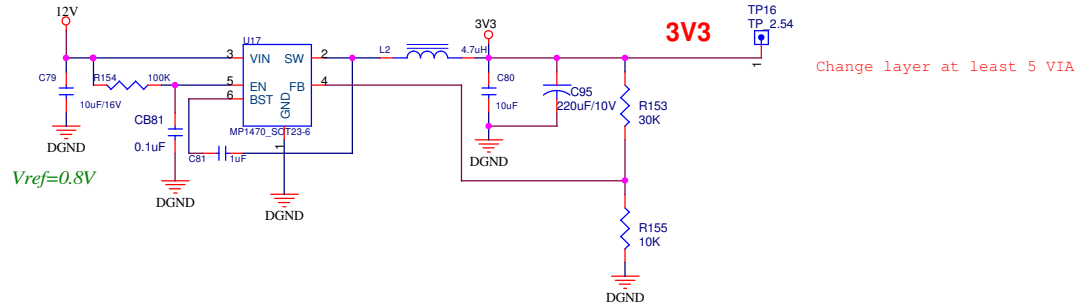 12V
3V3
3V3
TP16
TP_2.54
U17
L2
4.7uH
3
VIN
SW
2
C79
R154
100K
5
EN
FB
4
6
BST
GND
C80
C95
R153
1
Change layer at least 5 VIA
10uF/16V
10uF
220uF/10V
30K
CB81
MP1470_SOT23-6
0.1uF
C81
1uF
1
DGND
DGND
Vref=0.8V
DGND
DGND
R155
10K
DGND